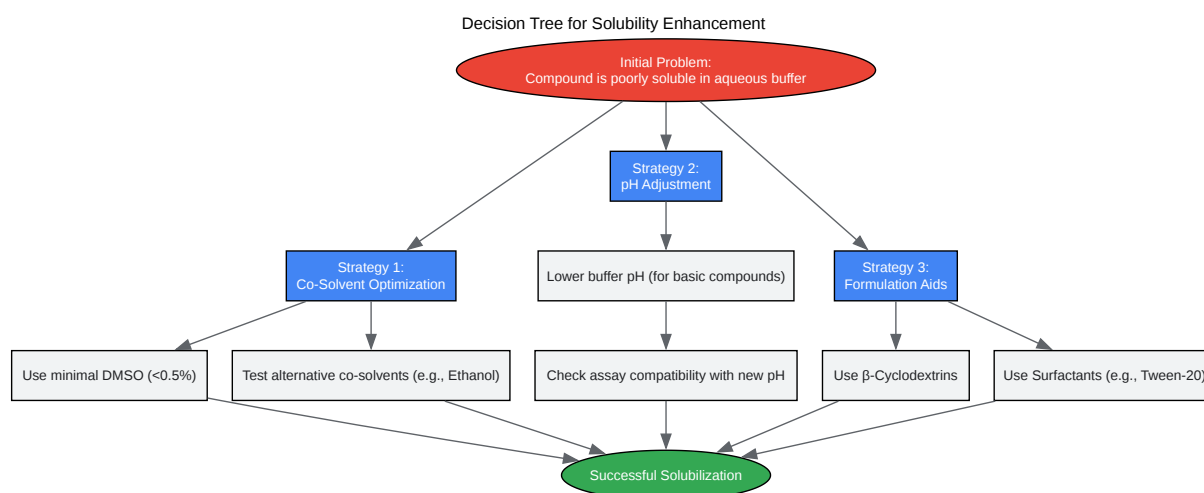 Decision Tree for Solubility Enhancement
Initial Problem:
Compound is poorly soluble in aqueous buffer
Strategy 2:
pH Adjustment
Strategy 1:
Co-Solvent Optimization
Lower buffer pH (for basic compounds)
Strategy 3:
Formulation Aids
Use minimal DMSO (<0.5%)
Test alternative co-solvents (e.g., Ethanol)
Check assay compatibility with new pH
Use β-Cyclodextrins
Use Surfactants (e.g., Tween-20)
Successful Solubilization